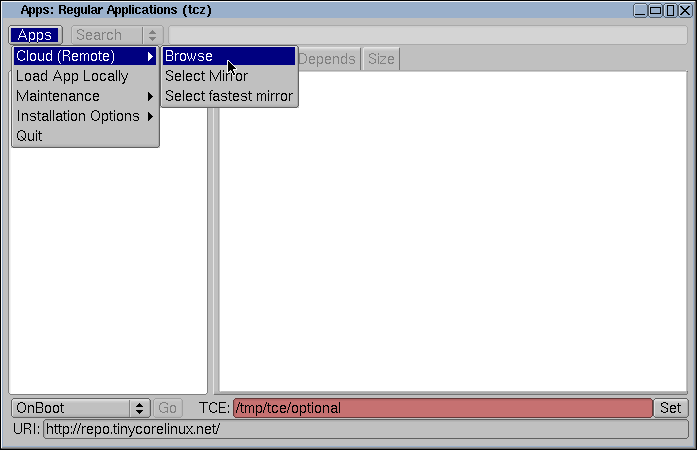 Apps: Regular Applications (tcz)
Apps Search
Cloud (Remote) Browse Depends Size
Load App Locally Select Mirror
Maintenance Select fastest mirror
Installation Options
Quit
OnBoot Go TCE: /tmp/tce/optional Set
URI: http://repo.tinycorelinux.net/